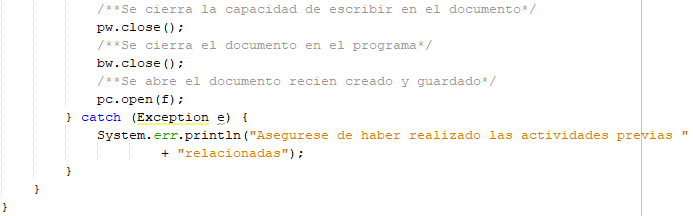 /**Se cierra la capacidad de escribir en el documento*/
pw.close();
/**Se cierra el documento en el programa*/
bw.close();
/**Se abre el documento recien creado y guardado*/
pc.open(f);
} catch (Exception e) {
System.err.println("Asegurese de haber realizado las actividades previas "
+ "relacionadas");
}
}
}